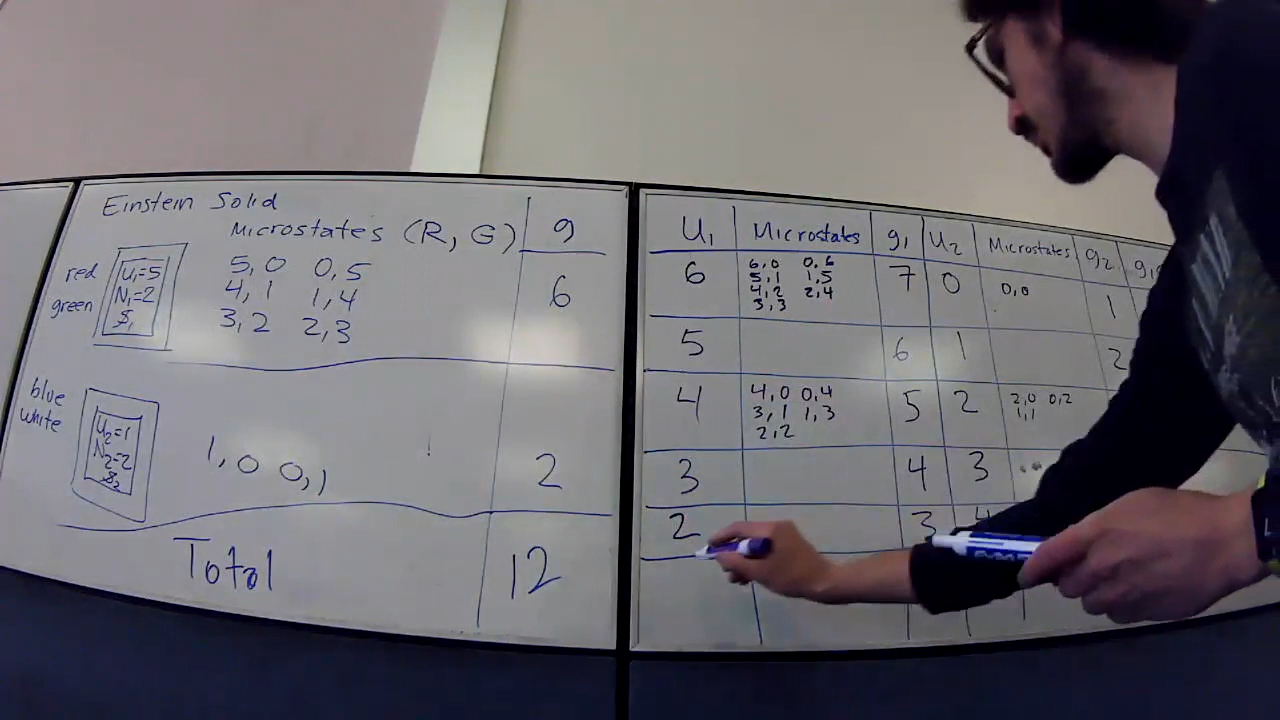 Einstein Solid
Microstates (R, G) g
red
green
U₁=5
N₁=2
5,0 0,5
4,1 1,4
3,2 2,3
6
blue
white
U₂=1
N₂=2
1,0 0,1
2
Total 12
U₁ Microstates g₁ U₂ Microstates g₂
6
6,0 0,6
5,1 1,5
4,2 2,4
3,3
7 0 0,0 1
5 6 1 2
4
4,0 0,4
3,1 1,3
2,2
5 2
2,0 0,2
1,1
3 4 3
2 3 4